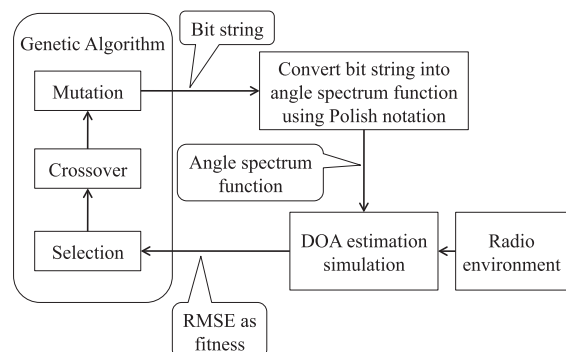 Genetic Algorithm
Bit string
Mutation
Convert bit string into
angle spectrum function
using Polish notation
Crossover
Angle spectrum
function
Selection
DOA estimation
simulation
Radio
environment
RMSE as
fitness